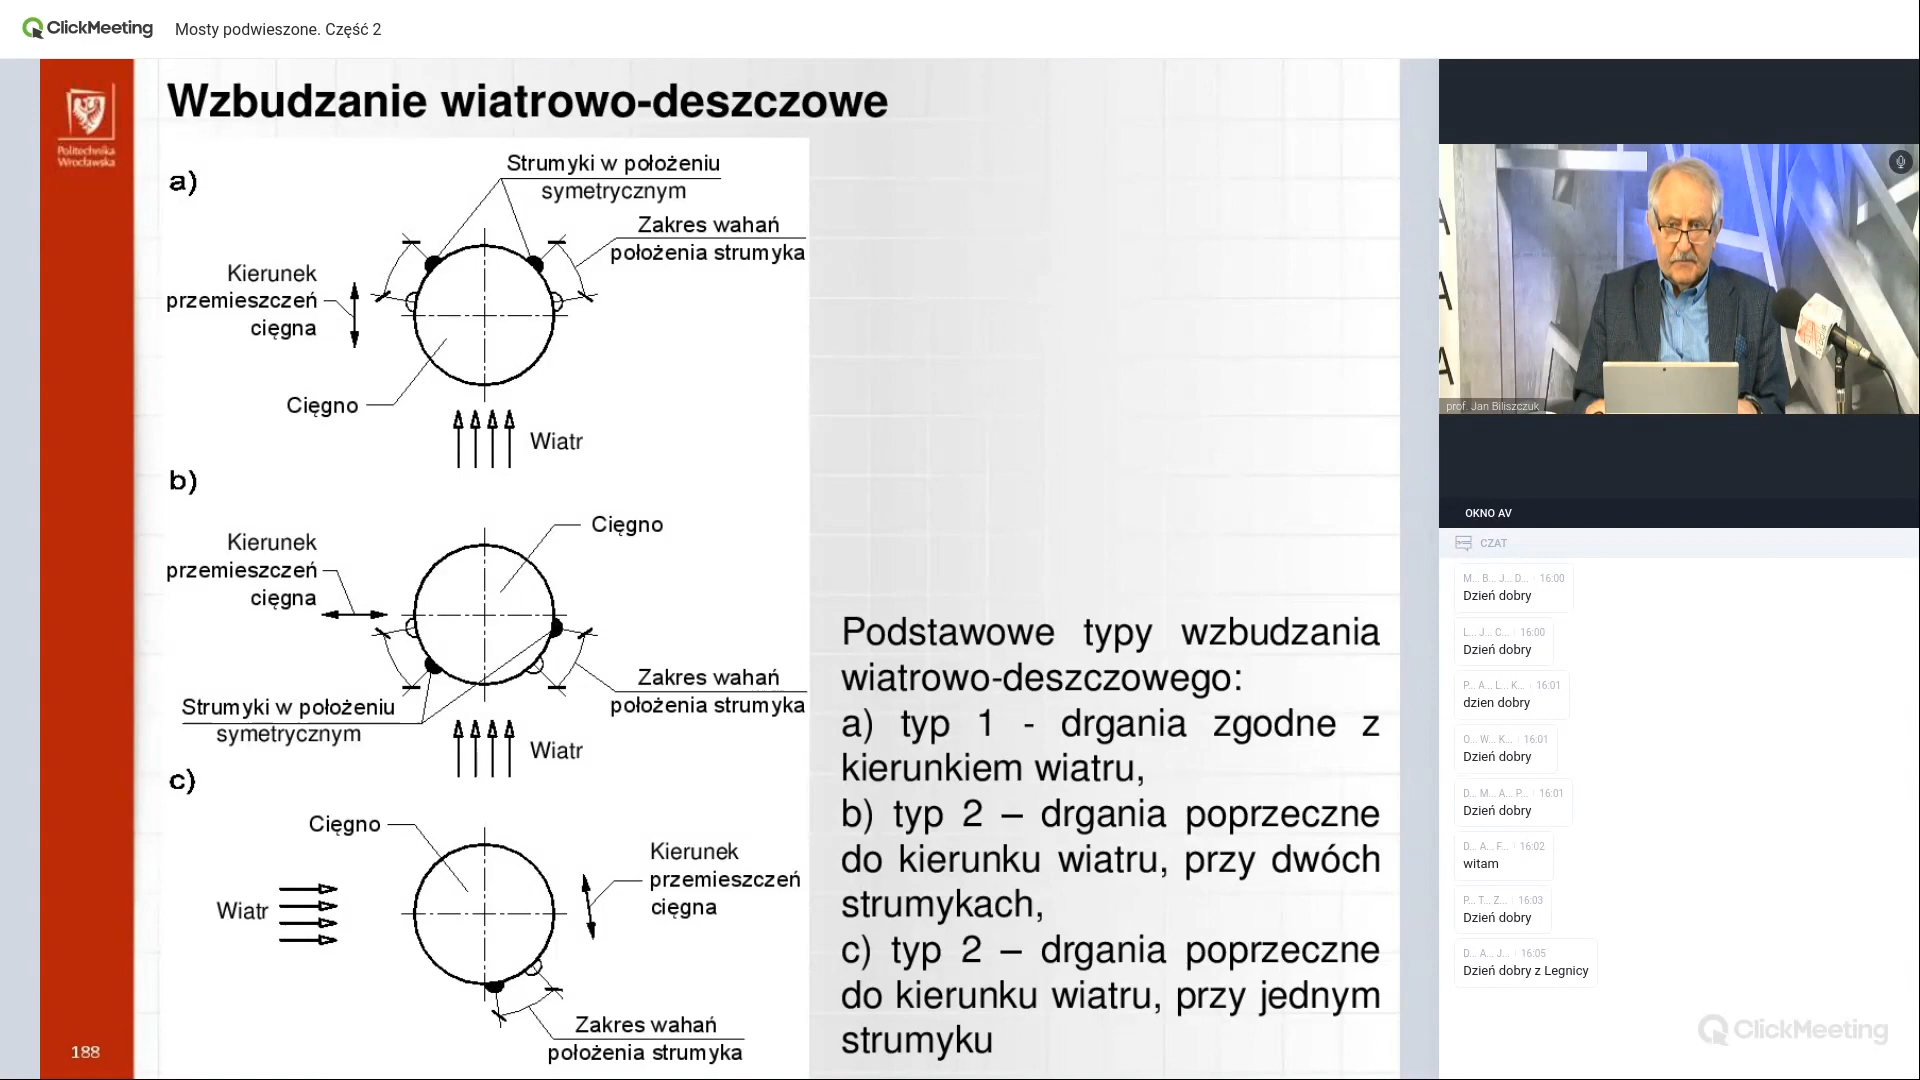 ClickMeeting
Mosty podwieszone. Część 2
Politechnika
Wrocławska
Wzbudzanie wiatrowo-deszczowe
a)
Strumyki w położeniu
symetrycznym
Zakres wahań
położenia strumyka
Kierunek
przemieszczeń
cięgna
Cięgno
Wiatr
b)
Cięgno
Kierunek
przemieszczeń
cięgna
Zakres wahań
położenia strumyka
Strumyki w położeniu
symetrycznym
Wiatr
c)
Cięgno
Kierunek
przemieszczeń
cięgna
Wiatr
Zakres wahań
położenia strumyka
Podstawowe typy wzbudzania
wiatrowo-deszczowego:
a) typ 1 - drgania zgodne z
kierunkiem wiatru,
b) typ 2 – drgania poprzeczne
do kierunku wiatru, przy dwóch
strumykach,
c) typ 2 – drgania poprzeczne
do kierunku wiatru, przy jednym
strumyku
188
prof. Jan Biliszczuk
OKNO AV
CZAT
M... B... J... D... 16:00
Dzień dobry
L... J... C... 16:00
Dzień dobry
P... A... L... K... 16:01
dzien dobry
O... W... K... 16:01
Dzień dobry
D... M... A... P... 16:01
Dzień dobry
D... A... F... 16:02
witam
P... T... Z... 16:03
Dzień dobry
D... A... J... 16:05
Dzień dobry z Legnicy
ClickMeeting